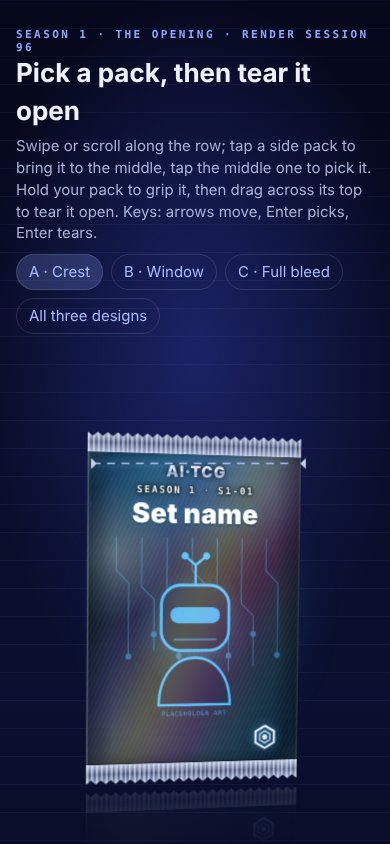 SEASON 1 · THE OPENING · RENDER SESSION
96
Pick a pack, then tear it
open
Swipe or scroll along the row; tap a side pack to
bring it to the middle, tap the middle one to pick it.
Hold your pack to grip it, then drag across its top
to tear it open. Keys: arrows move, Enter picks,
Enter tears.
A · Crest
B · Window
C · Full bleed
All three designs
AI·TCG
SEASON 1 · S1-01
Set name
PLACEHOLDER ART